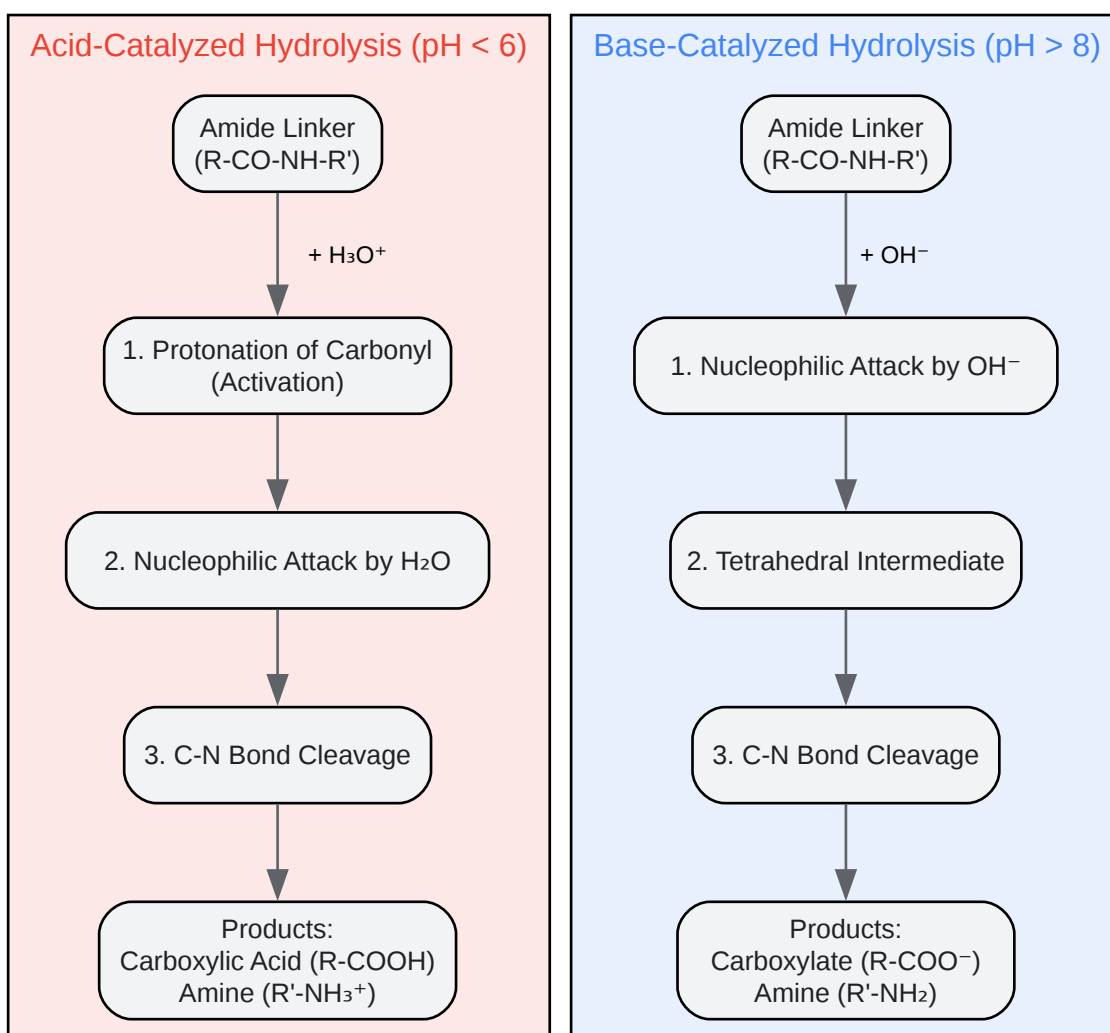 Acid-Catalyzed Hydrolysis (pH < 6)
Amide Linker
(R-CO-NH-R')
+ H₃O⁺
1. Protonation of Carbonyl
(Activation)
2. Nucleophilic Attack by H₂O
3. C-N Bond Cleavage
Products:
Carboxylic Acid (R-COOH)
Amine (R'-NH₃⁺)
Base-Catalyzed Hydrolysis (pH > 8)
Amide Linker
(R-CO-NH-R')
+ OH⁻
1. Nucleophilic Attack by OH⁻
2. Tetrahedral Intermediate
3. C-N Bond Cleavage
Products:
Carboxylate (R-COO⁻)
Amine (R'-NH₂)